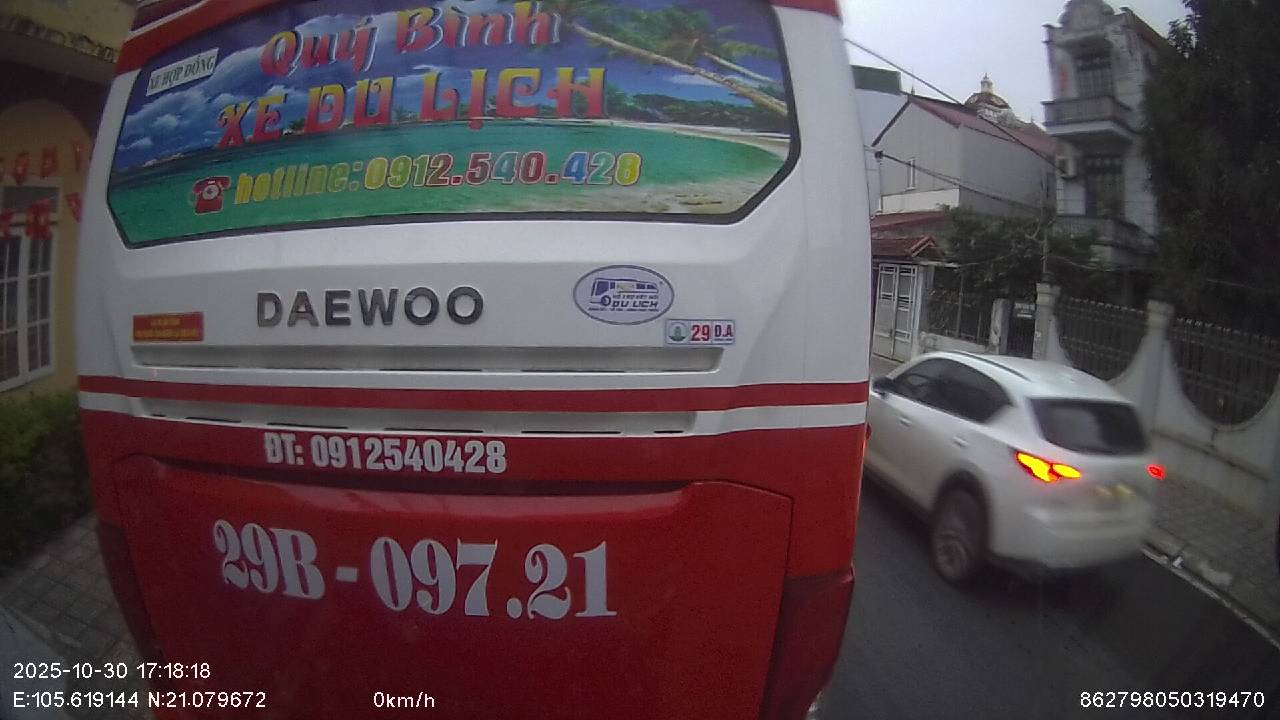 XE HỢP ĐỒNG
Quý Bình
XE DU LỊCH
hotline: 0912.540.428
DAEWOO
DU LỊCH
29 Đ.A
ĐT: 0912540428
29B-097.21
2025-10-30 17:18:18
E:105.619144 N:21.079672
0km/h
862798050319470